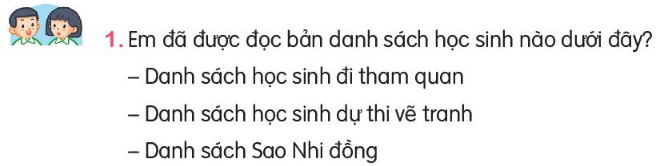 1. Em đã được đọc bản danh sách học sinh nào dưới đây?
– Danh sách học sinh đi tham quan
– Danh sách học sinh dự thi vẽ tranh
– Danh sách Sao Nhi đồng